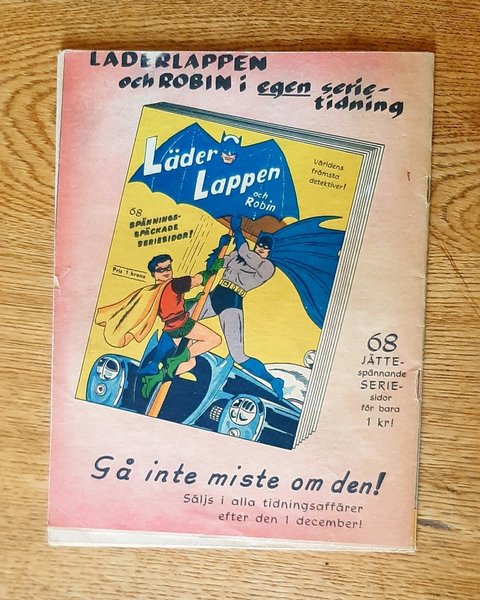 LÄDERLAPPEN
och ROBIN i egen serie-
tidning
Läder
Lappen
och
Robin
Världens
främsta
detektiver!
68
SPÄNNINGS-
SPÄCKADE
SERIESIDOR!
Pris 1 krona
68
JÄTTE-
spännande
SERIE-
sidor
för bara
1 kr!
Gå inte miste om den!
Säljs i alla tidningsaffärer
efter den 1 december!